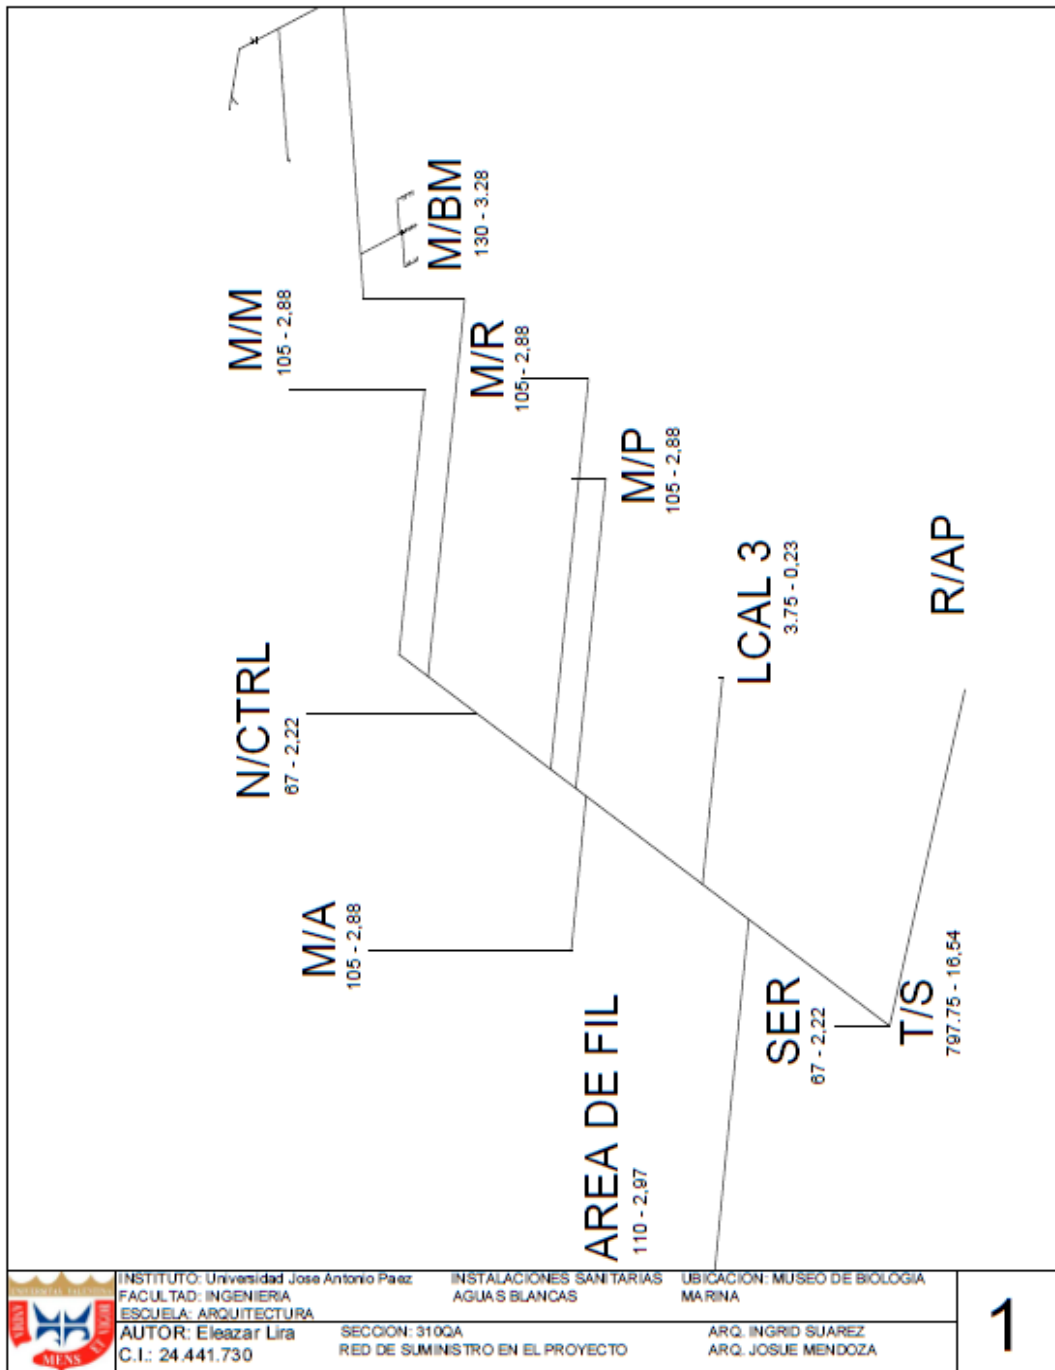 M/BM
130 - 3.28
M/M
105 - 2,88
M/R
105 - 2,88
M/P
105 - 2,88
R/AP
LCAL 3
3.75 - 0,23
N/CTRL
67 - 2,22
M/A
105 - 2,88
AREA DE FIL
110 - 2,97
SER
67 - 2,22
T/S
797.75 - 16,54
INSTITUTO: Universidad Jose Antonio Paez
FACULTAD: INGENIERIA
ESCUELA: ARQUITECTURA
INSTALACIONES SANITARIAS
AGUAS BLANCAS
UBICACION: MUSEO DE BIOLOGIA
MARINA
AUTOR: Eleazar Lira
C.I.: 24.441.730
SECCION: 310QA
RED DE SUMINISTRO EN EL PROYECTO
ARQ. INGRID SUAREZ
ARQ. JOSUE MENDOZA
1
MENS